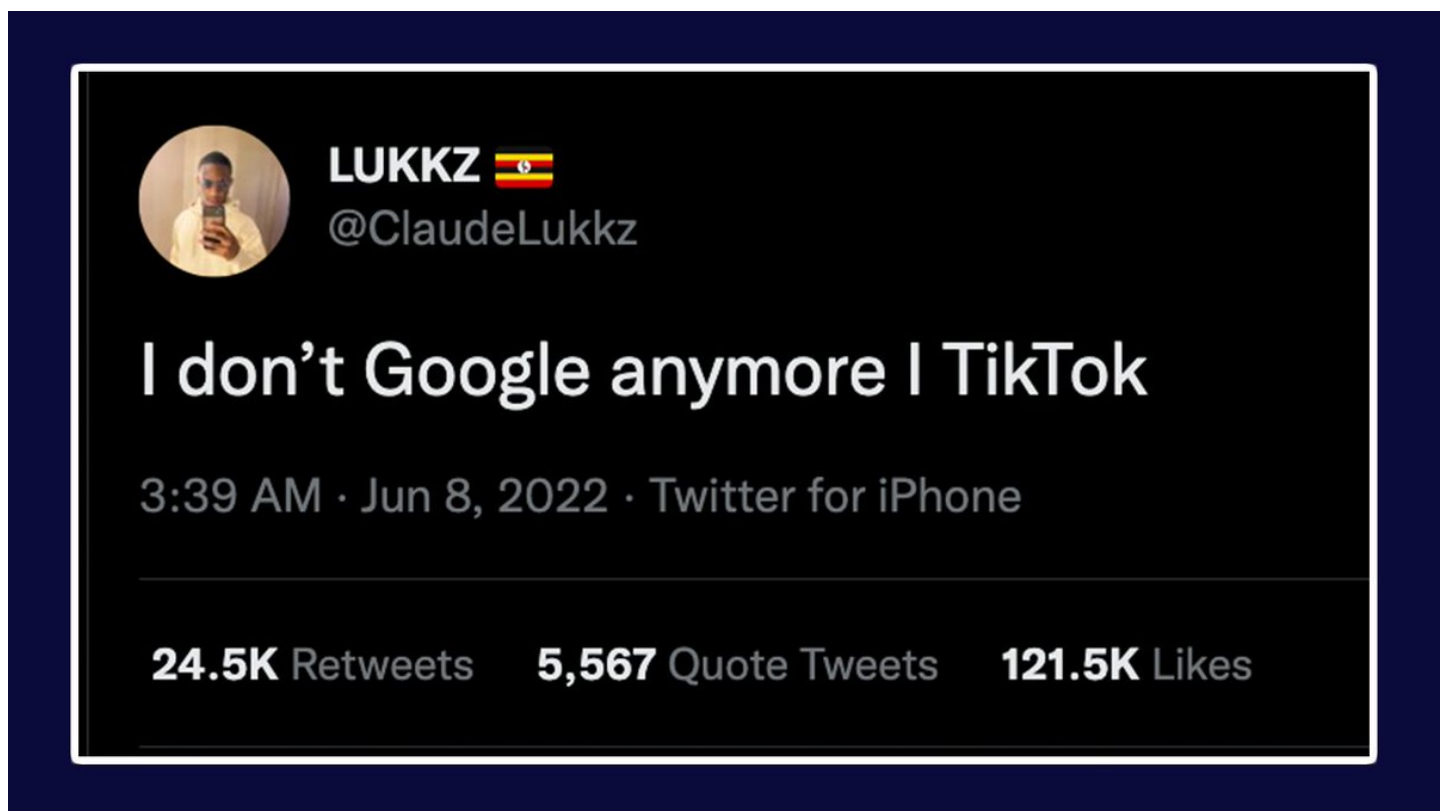 LUKKZ 🇺🇬
@ClaudeLukkz
I don’t Google anymore I TikTok
3:39 AM · Jun 8, 2022 · Twitter for iPhone
24.5K Retweets 5,567 Quote Tweets 121.5K Likes